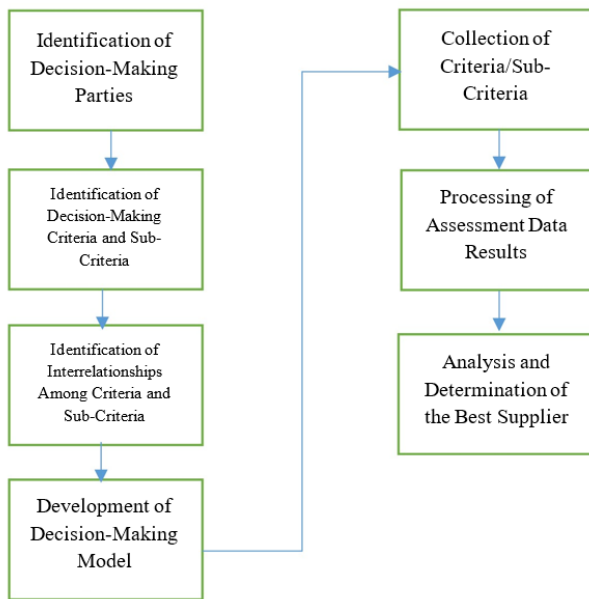 Identification of
Decision-Making
Parties
Identification of
Decision-Making
Criteria and Sub-
Criteria
Identification of
Interrelationships
Among Criteria and
Sub-Criteria
Development of
Decision-Making
Model
Collection of
Criteria/Sub-
Criteria
Processing of
Assessment Data
Results
Analysis and
Determination of
the Best Supplier